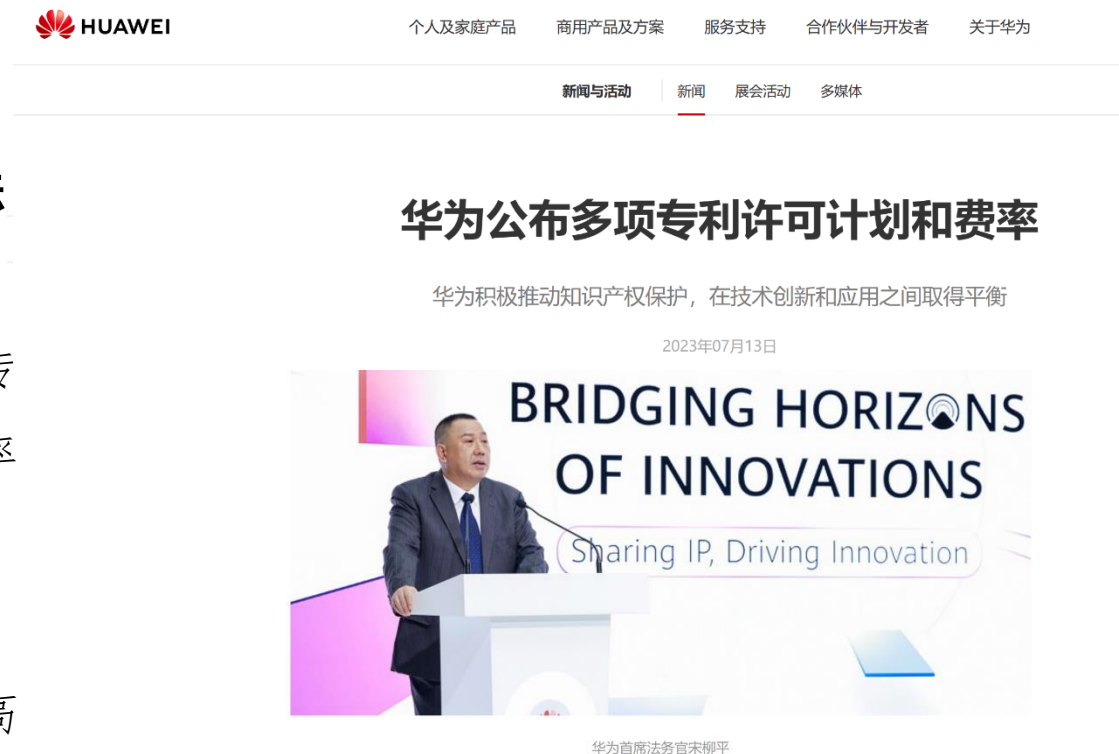 HUAWEI
个人及家庭产品 商用产品及方案 服务支持 合作伙伴与开发者 关于华为
新闻与活动 新闻 展会活动 多媒体
华为公布多项专利许可计划和费率
华为积极推动知识产权保护，在技术创新和应用之间取得平衡
2023年07月13日
BRIDGING HORIZONS
OF INNOVATIONS
Sharing IP, Driving Innovation
华为首席法务官宋柳平